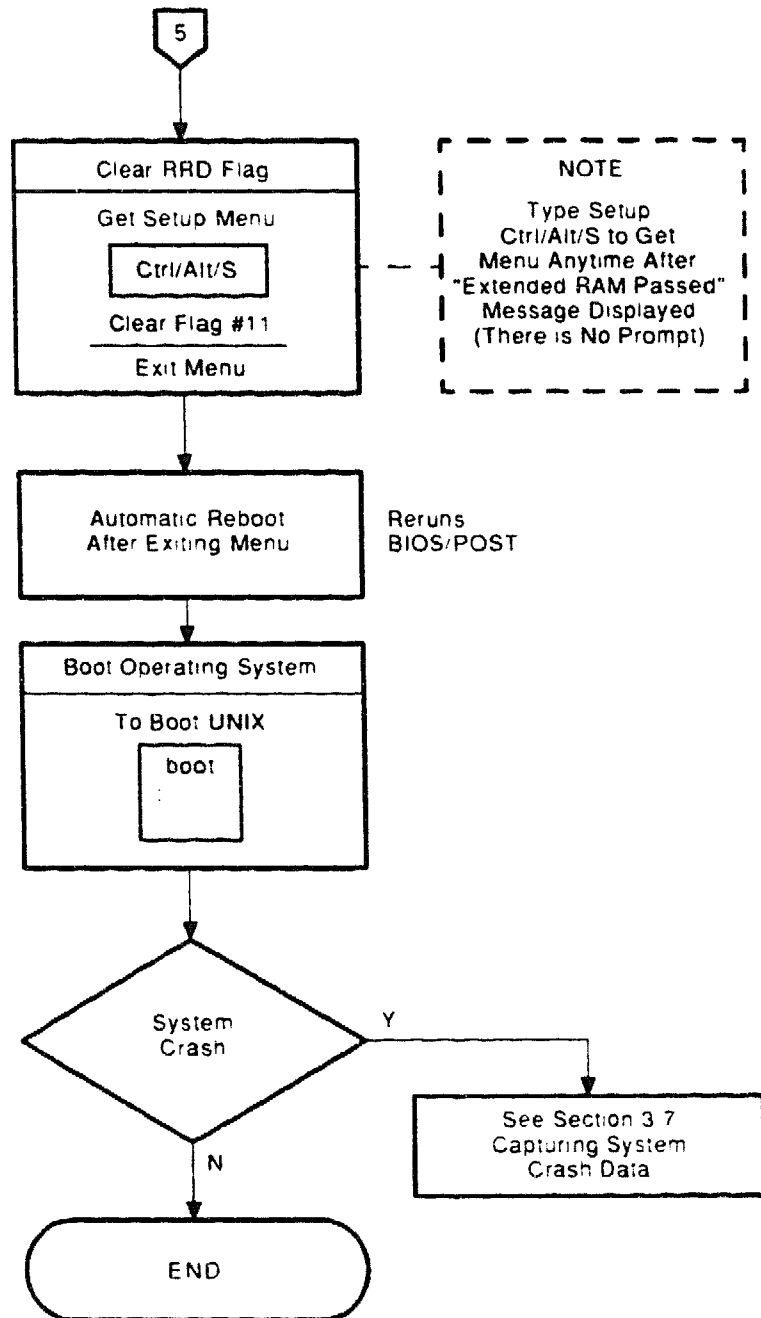 5
Clear RRD Flag
Get Setup Menu
Ctrl/Alt/S
Clear Flag #11
Exit Menu
NOTE
Type Setup
Ctrl/Alt/S to Get
Menu Anytime After
"Extended RAM Passed"
Message Displayed
(There is No Prompt)
Automatic Reboot
After Exiting Menu
Reruns
BIOS/POST
Boot Operating System
To Boot UNIX
boot
System
Crash
Y
N
See Section 3 7
Capturing System
Crash Data
END